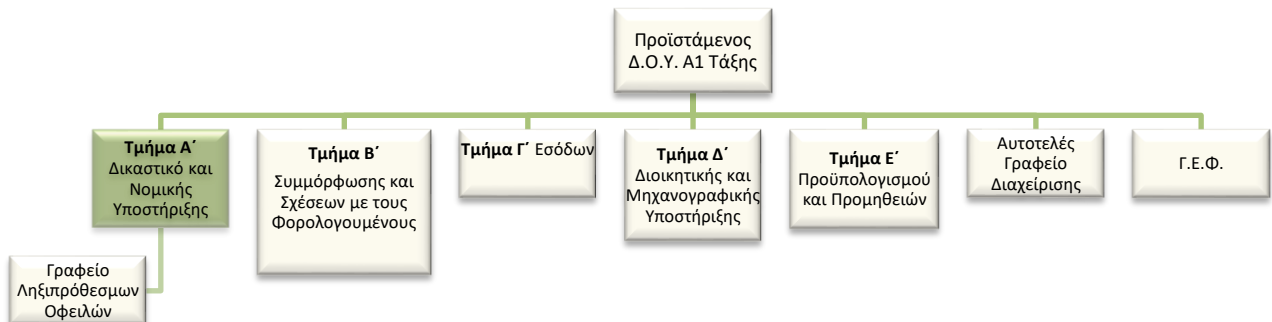 Προϊστάμενος
Δ.Ο.Υ. Α1 Τάξης
Τμήμα Α΄
Δικαστικό και
Νομικής
Υποστήριξης
Τμήμα Β΄
Συμμόρφωσης και
Σχέσεων με τους
Φορολογουμένους
Τμήμα Γ΄ Εσόδων
Τμήμα Δ΄
Διοικητικής και
Μηχανογραφικής
Υποστήριξης
Τμήμα Ε΄
Προϋπολογισμού
και Προμηθειών
Αυτοτελές
Γραφείο
Διαχείρισης
Γ.Ε.Φ.
Γραφείο
Ληξιπρόθεσμων
Οφειλών